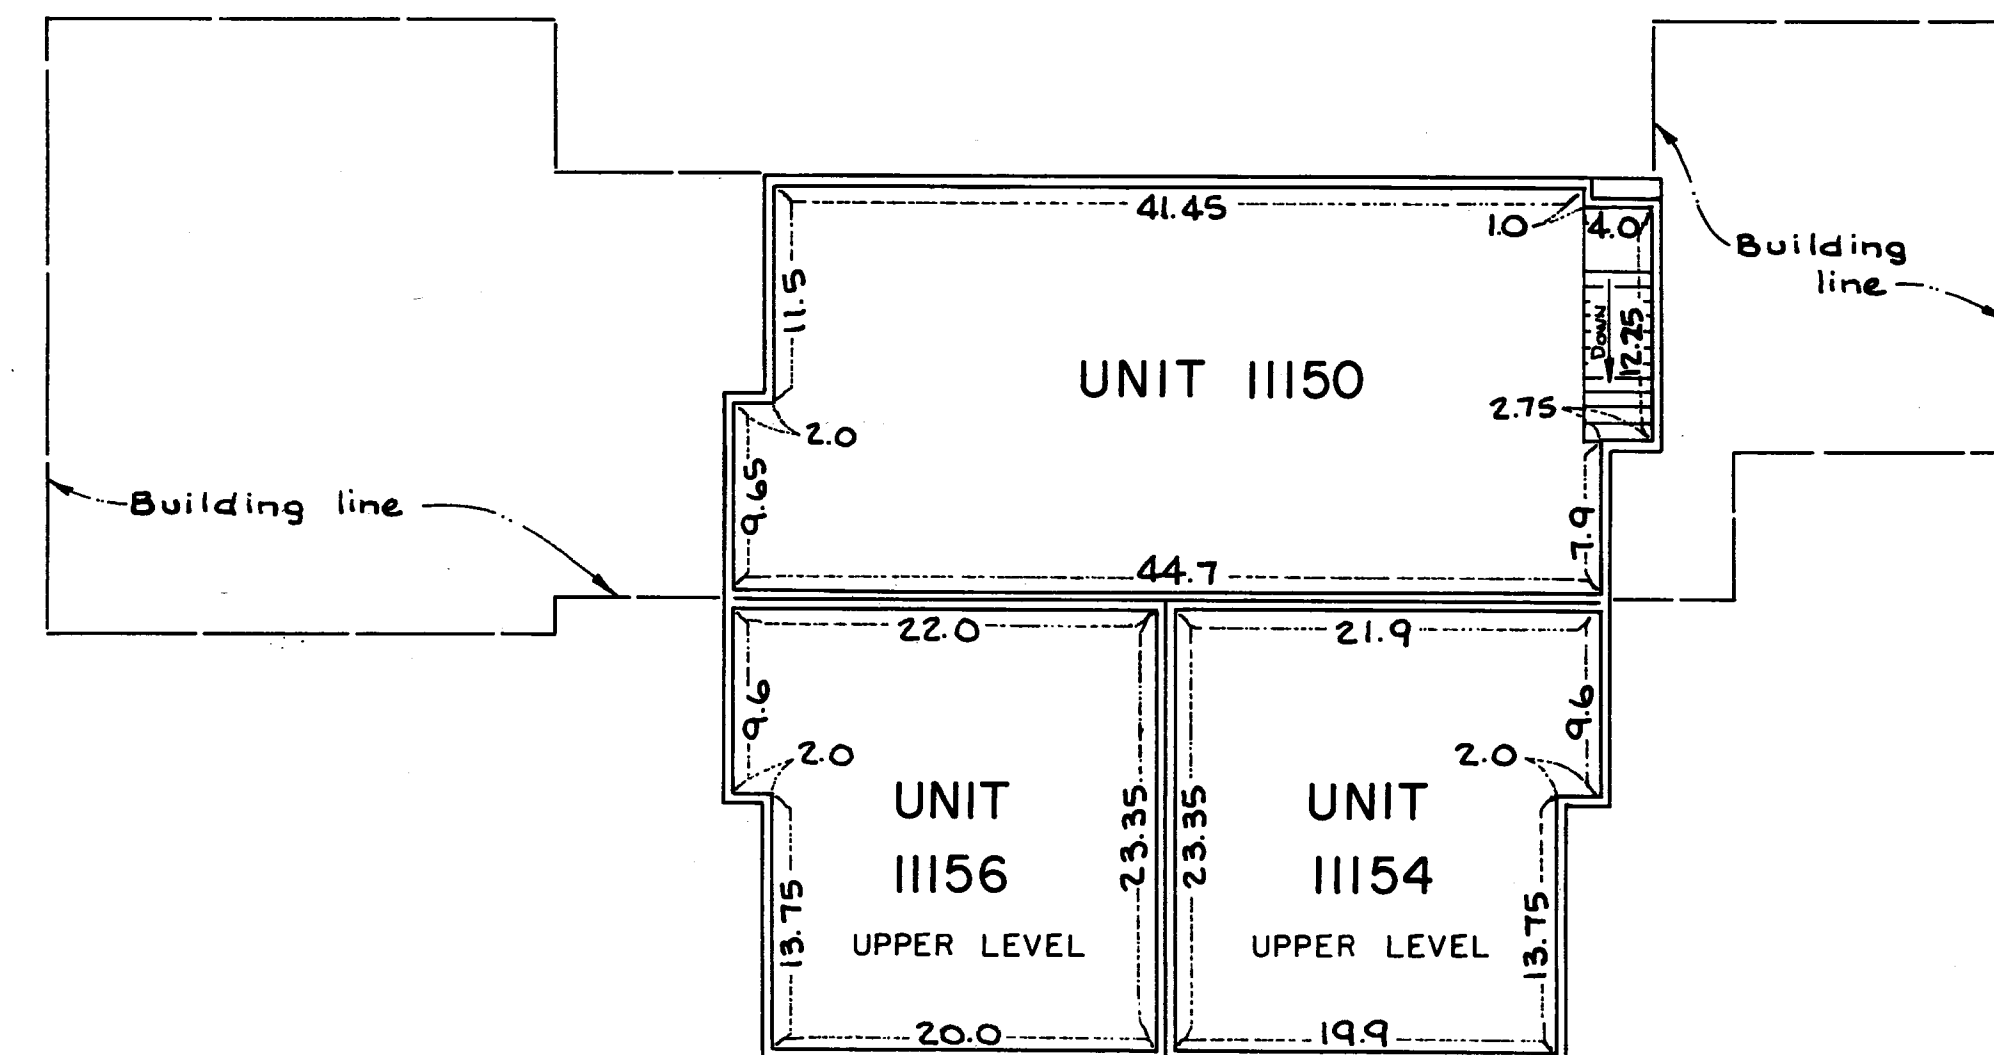 41.45
1.0
4.0
Building
line
11.5
DOWN
12.25
UNIT 11150
2.75
2.0
9.65
Building line
7.9
44.7
22.0
21.9
9.6
9.6
2.0
2.0
UNIT
11156
UPPER LEVEL
23.35
23.35
UNIT
11154
UPPER LEVEL
13.75
13.75
20.0
19.9